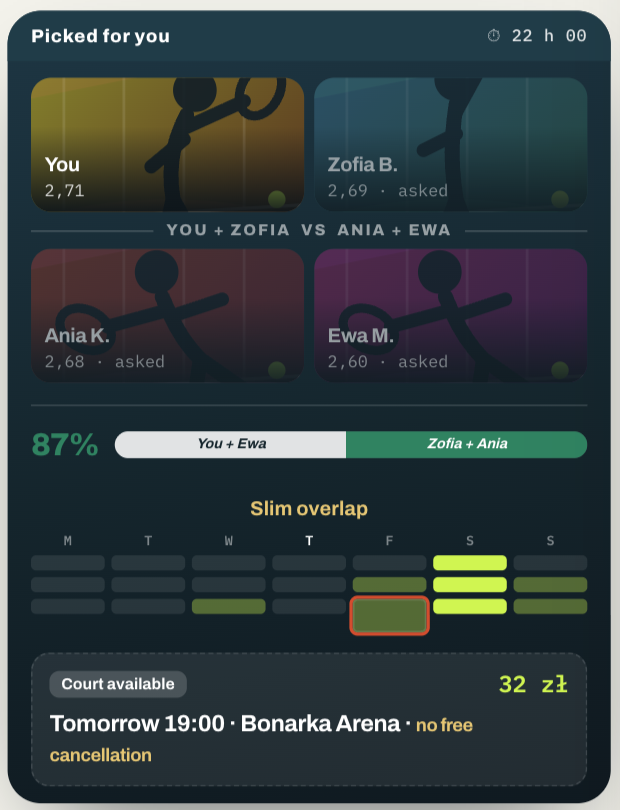 Picked for you
⏱ 22 h 00
You
2,71
Zofia B.
2,69 · asked
YOU + ZOFIA VS ANIA + EWA
Ania K.
2,68 · asked
Ewa M.
2,60 · asked
87%
You + Ewa
Zofia + Ania
Slim overlap
M T W T F S S
Court available
32 zł
Tomorrow 19:00 · Bonarka Arena · no free
cancellation